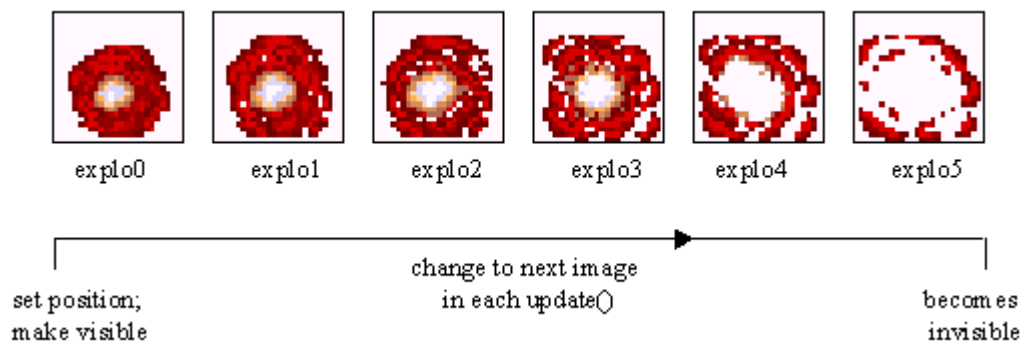 explo0
explo1
explo2
explo3
explo4
explo5
change to next image
in each update()
set position;
make visible
becomes
invisible